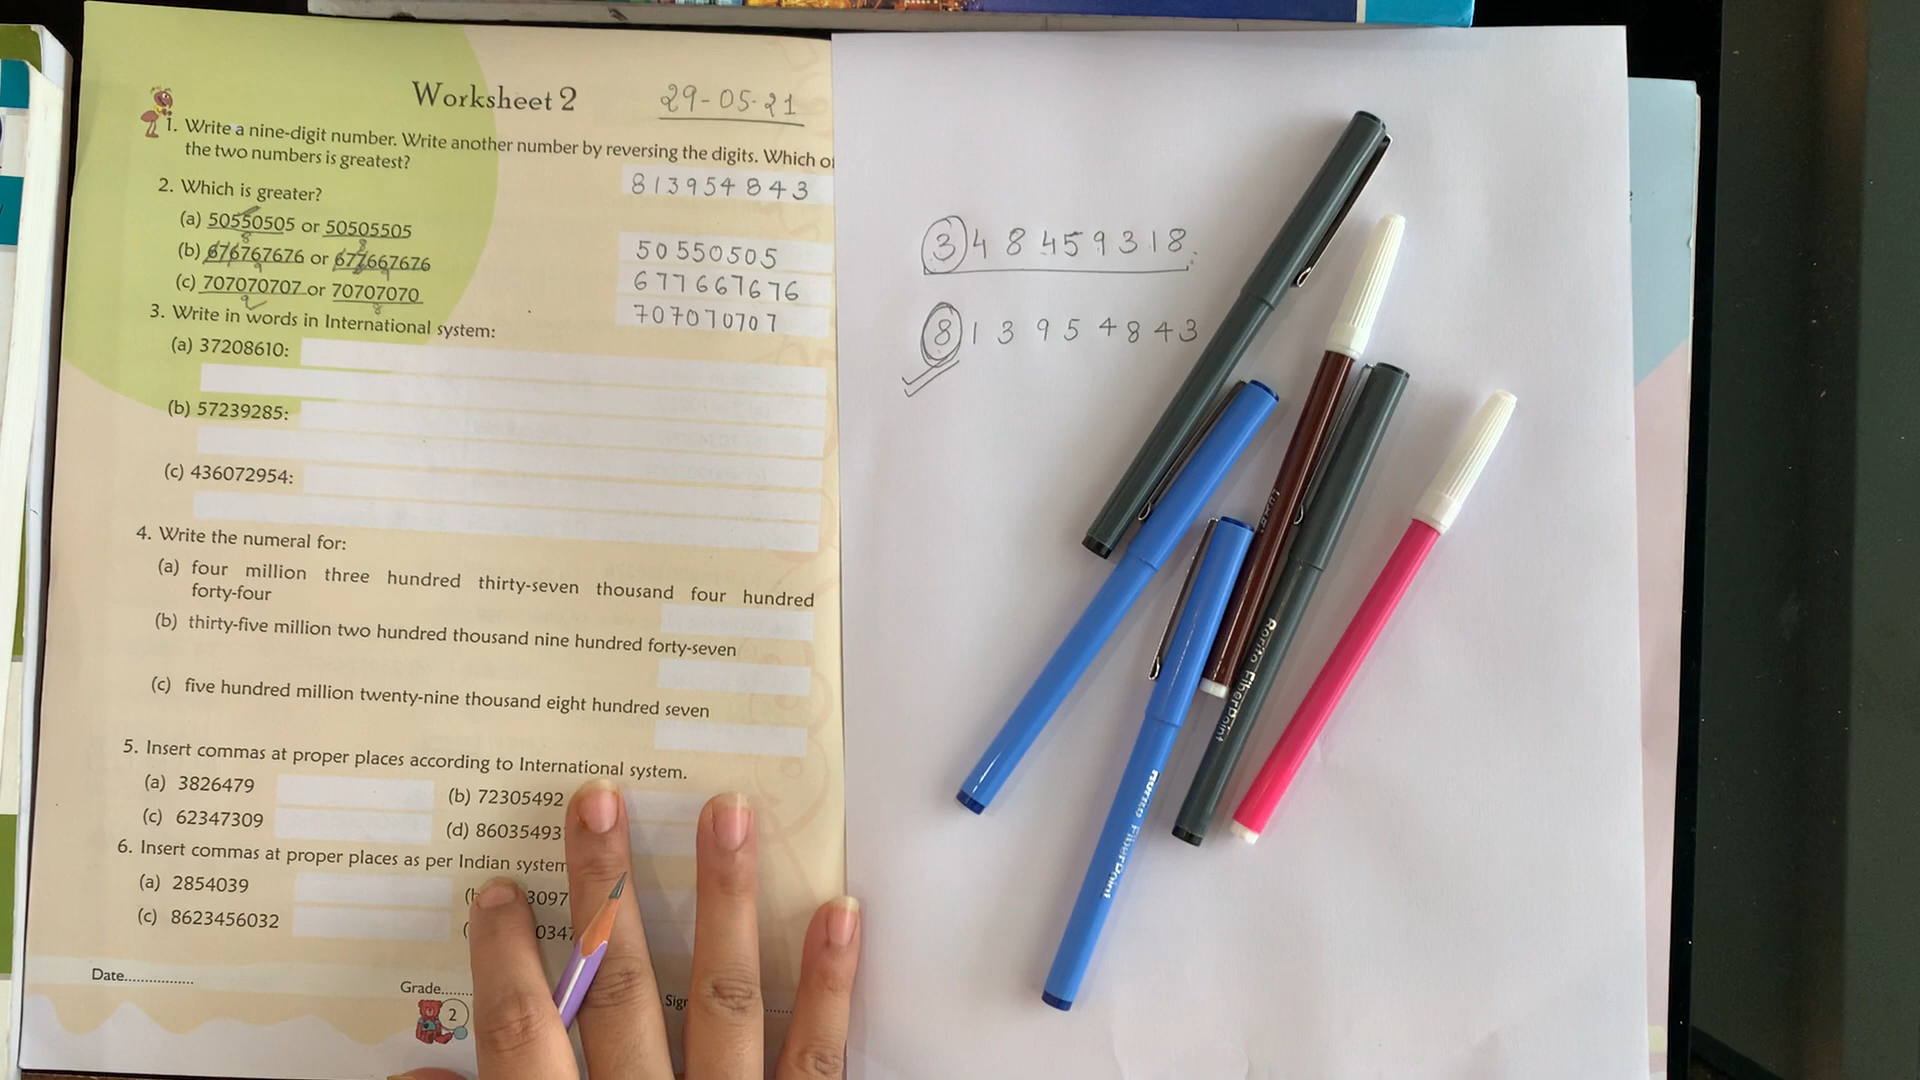 Worksheet 2
29-05-21
1. Write a nine-digit number. Write another number by reversing the digits. Which of
the two numbers is greatest?
813954843
2. Which is greater?
(a) 50550505 or 50505505
50550505
(b) 676767676 or 677667676
677667676
(c) 707070707 or 70707070
707070707
3. Write in words in International system:
(a) 37208610:
(b) 57239285:
(c) 436072954:
4. Write the numeral for:
(a) four million three hundred thirty-seven thousand four hundred
forty-four
(b) thirty-five million two hundred thousand nine hundred forty-seven
(c) five hundred million twenty-nine thousand eight hundred seven
5. Insert commas at proper places according to International system.
(a) 3826479
(b) 72305492
(c) 62347309
(d) 86035493
6. Insert commas at proper places as per Indian system
(a) 2854039
3097
(c) 8623456032
0347
Date.................
Grade........
Sign
2
348459318
813954843
Rorito FiberPoint
FiberPoint